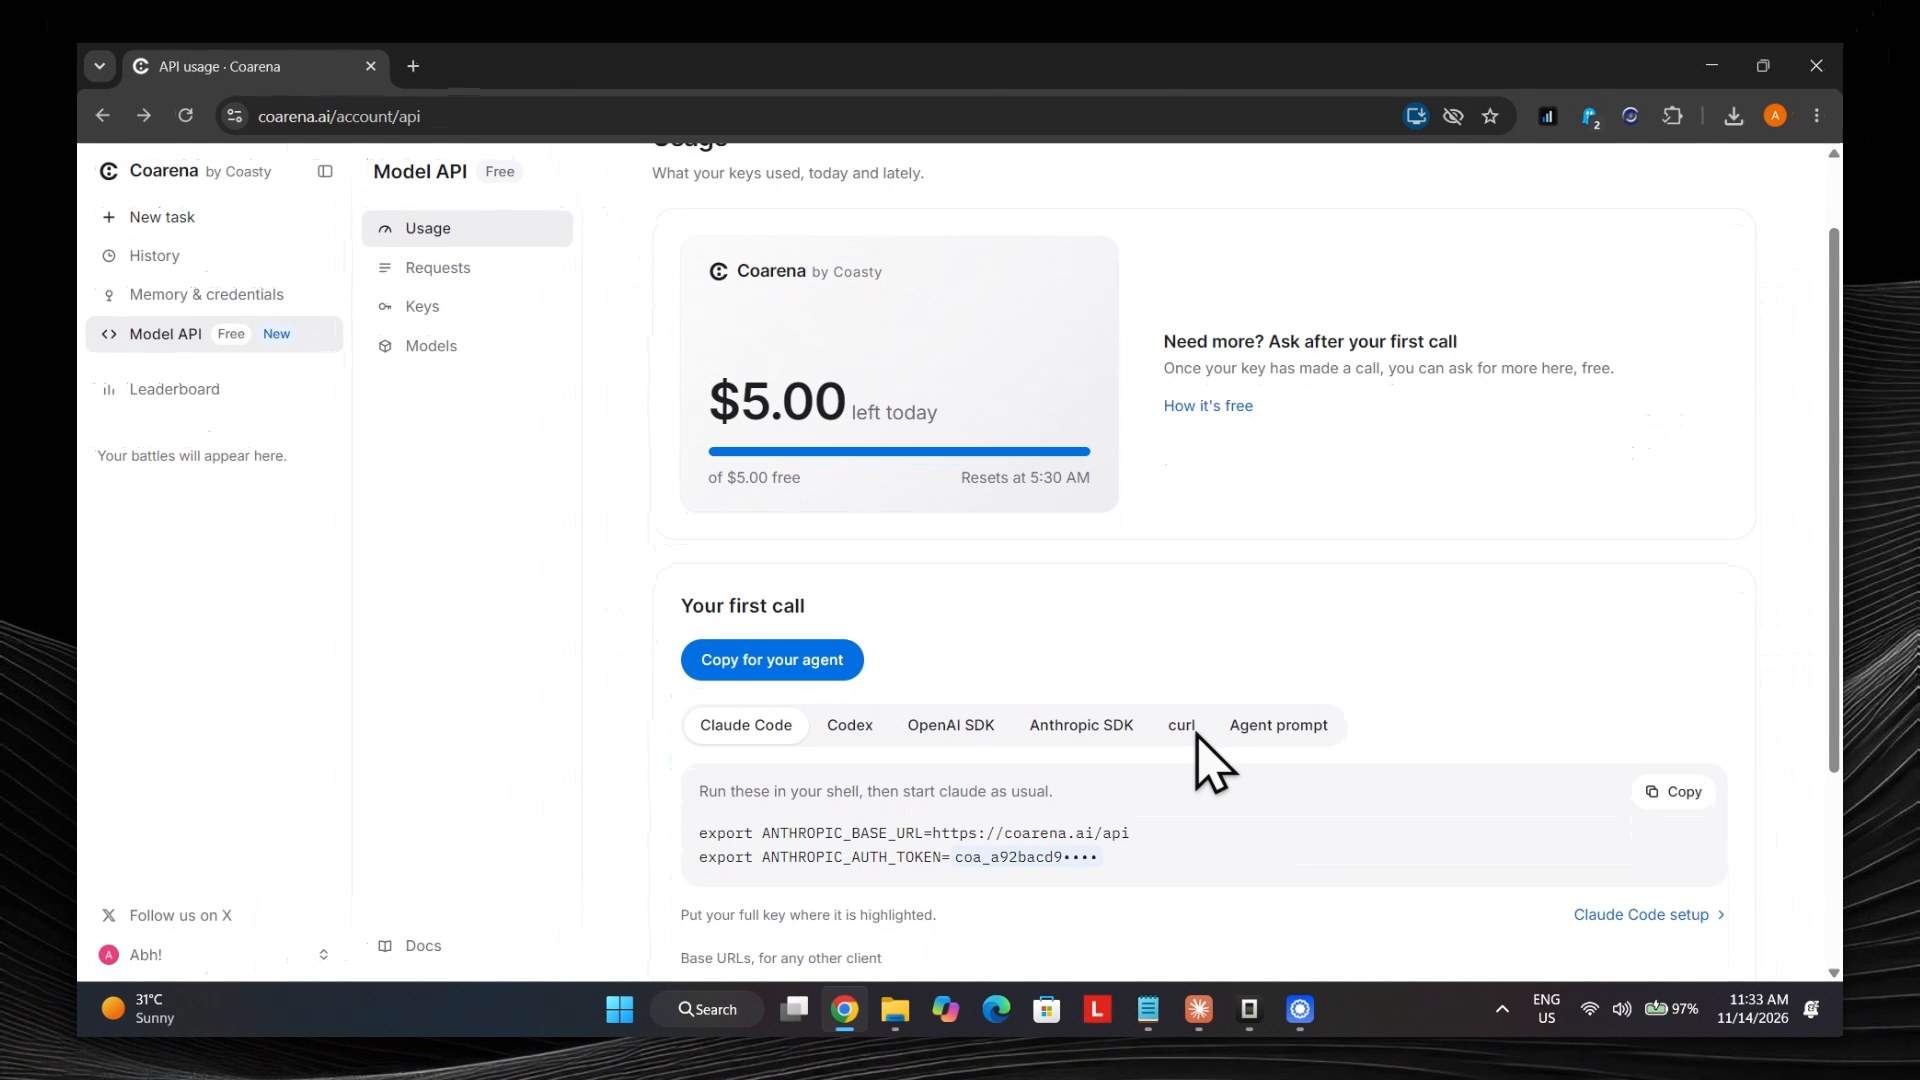 API usage · Coarena
coarena.ai/account/api
Coarena by Coasty
New task
History
Memory & credentials
Model API Free New
Leaderboard
Your battles will appear here.
Follow us on X
A Abh!
Model API Free
Usage
Requests
Keys
Models
Docs
Usage
What your keys used, today and lately.
Coarena by Coasty
$5.00 left today
of $5.00 free Resets at 5:30 AM
Need more? Ask after your first call
Once your key has made a call, you can ask for more here, free.
How it's free
Your first call
Copy for your agent
Claude Code Codex OpenAI SDK Anthropic SDK curl Agent prompt
Run these in your shell, then start claude as usual. Copy
export ANTHROPIC_BASE_URL=https://coarena.ai/api
export ANTHROPIC_AUTH_TOKEN=coa_a92bacd9••••
Put your full key where it is highlighted. Claude Code setup
Base URLs, for any other client
31°C
Sunny
Search
L
ENG
US
97%
11:33 AM
11/14/2026
A
2